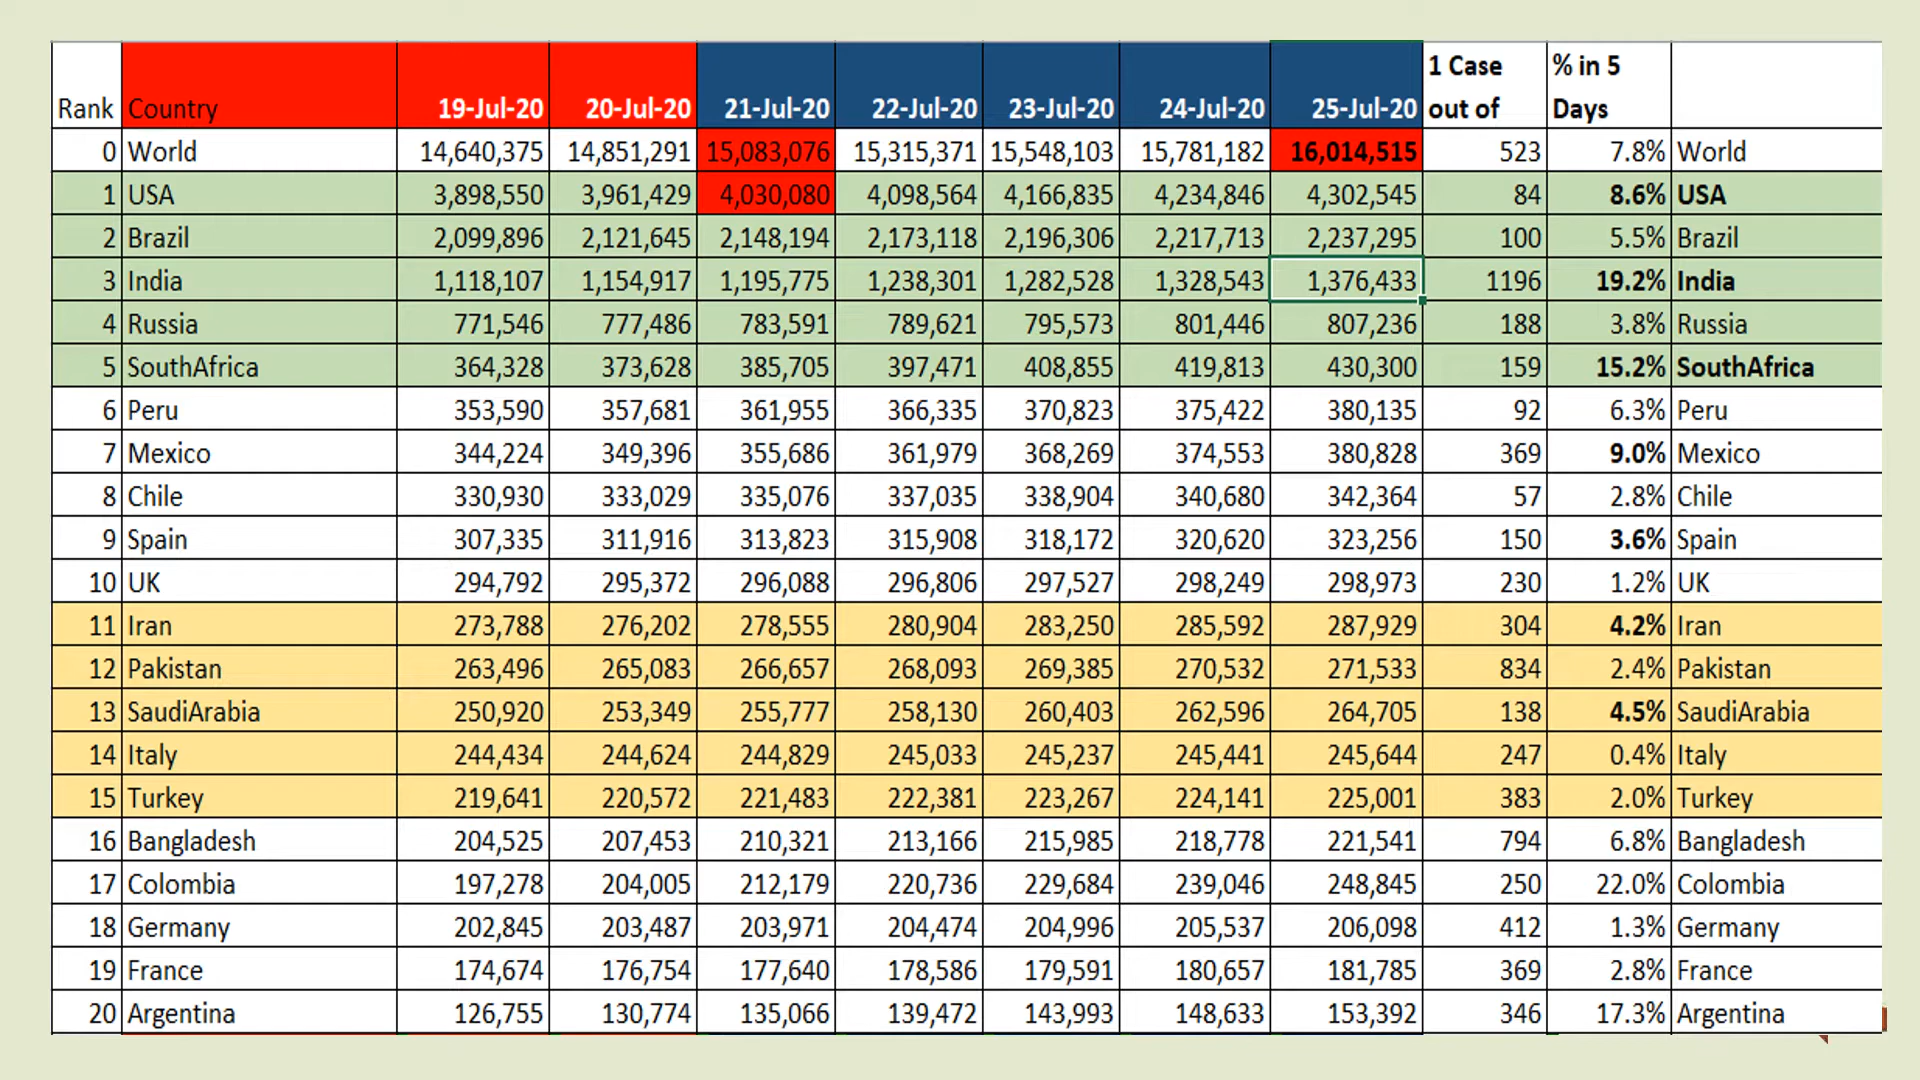 1 Case % in 5
Rank Country 19-Jul-20 20-Jul-20 21-Jul-20 22-Jul-20 23-Jul-20 24-Jul-20 25-Jul-20 out of Days
0 World 14,640,375 14,851,291 15,083,076 15,315,371 15,548,103 15,781,182 16,014,515 523 7.8% World
1 USA 3,898,550 3,961,429 4,030,080 4,098,564 4,166,835 4,234,846 4,302,545 84 8.6% USA
2 Brazil 2,099,896 2,121,645 2,148,194 2,173,118 2,196,306 2,217,713 2,237,295 100 5.5% Brazil
3 India 1,118,107 1,154,917 1,195,775 1,238,301 1,282,528 1,328,543 1,376,433 1196 19.2% India
4 Russia 771,546 777,486 783,591 789,621 795,573 801,446 807,236 188 3.8% Russia
5 SouthAfrica 364,328 373,628 385,705 397,471 408,855 419,813 430,300 159 15.2% SouthAfrica
6 Peru 353,590 357,681 361,955 366,335 370,823 375,422 380,135 92 6.3% Peru
7 Mexico 344,224 349,396 355,686 361,979 368,269 374,553 380,828 369 9.0% Mexico
8 Chile 330,930 333,029 335,076 337,035 338,904 340,680 342,364 57 2.8% Chile
9 Spain 307,335 311,916 313,823 315,908 318,172 320,620 323,256 150 3.6% Spain
10 UK 294,792 295,372 296,088 296,806 297,527 298,249 298,973 230 1.2% UK
11 Iran 273,788 276,202 278,555 280,904 283,250 285,592 287,929 304 4.2% Iran
12 Pakistan 263,496 265,083 266,657 268,093 269,385 270,532 271,533 834 2.4% Pakistan
13 SaudiArabia 250,920 253,349 255,777 258,130 260,403 262,596 264,705 138 4.5% SaudiArabia
14 Italy 244,434 244,624 244,829 245,033 245,237 245,441 245,644 247 0.4% Italy
15 Turkey 219,641 220,572 221,483 222,381 223,267 224,141 225,001 383 2.0% Turkey
16 Bangladesh 204,525 207,453 210,321 213,166 215,985 218,778 221,541 794 6.8% Bangladesh
17 Colombia 197,278 204,005 212,179 220,736 229,684 239,046 248,845 250 22.0% Colombia
18 Germany 202,845 203,487 203,971 204,474 204,996 205,537 206,098 412 1.3% Germany
19 France 174,674 176,754 177,640 178,586 179,591 180,657 181,785 369 2.8% France
20 Argentina 126,755 130,774 135,066 139,472 143,993 148,633 153,392 346 17.3% Argentina